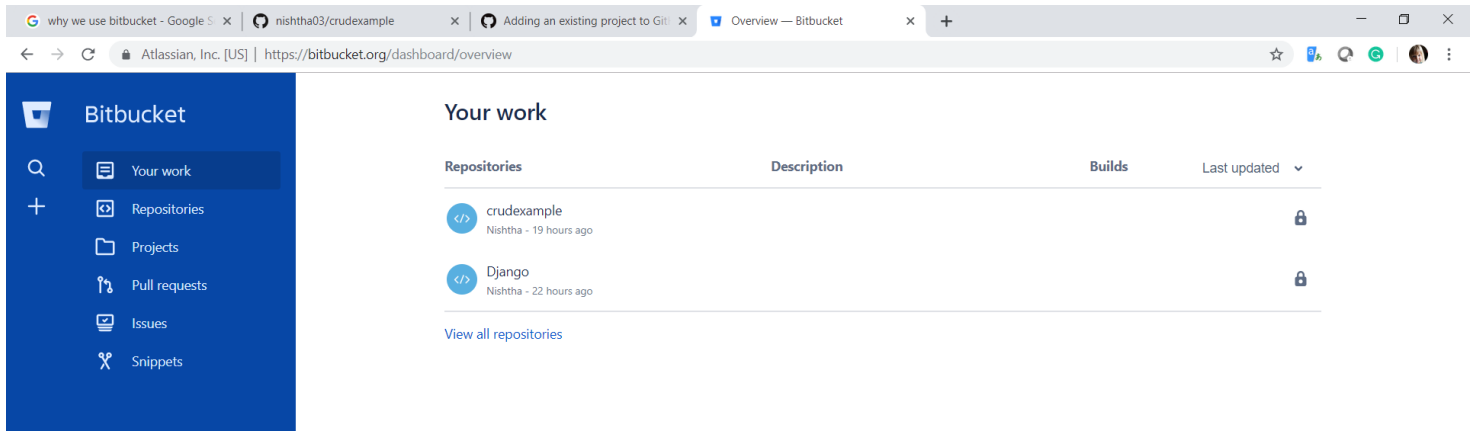 why we use bitbucket - Google S
nishtha03/crudexample
Adding an existing project to Git
Overview — Bitbucket
Atlassian, Inc. [US] | https://bitbucket.org/dashboard/overview
Bitbucket
Your work
Repositories
Projects
Pull requests
Issues
Snippets
Your work
Repositories Description Builds Last updated
crudexample
Nishtha - 19 hours ago
Django
Nishtha - 22 hours ago
View all repositories